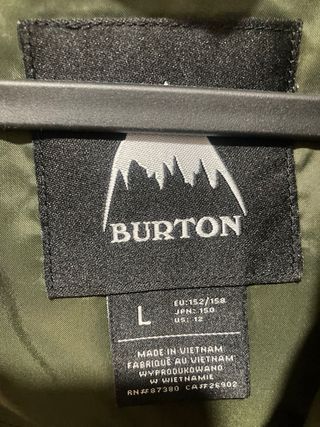 BURTON
L
EU:152/158
JPN: 150
US: 12
MADE IN VIETNAM
FABRIQUÉ AU VIETNAM
WYPRODUKOWANO
W WIETNAMIE
RN#87380 CA#26902